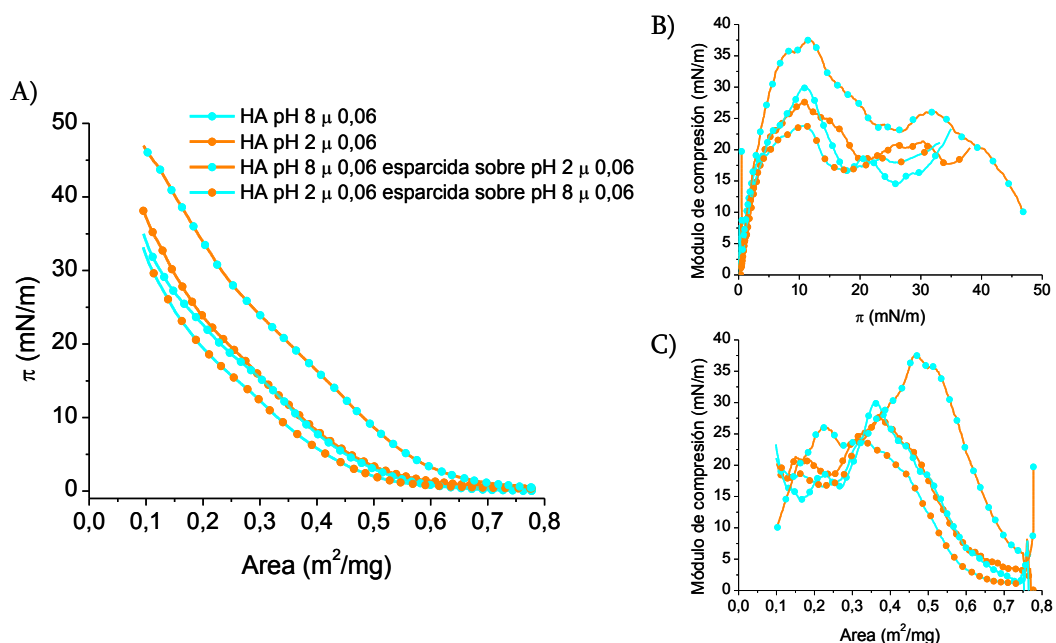 A)
50
40
30
20
10
0
π (mN/m)
HA pH 8 μ 0,06
HA pH 2 μ 0,06
HA pH 8 μ 0,06 esparcida sobre pH 2 μ 0,06
HA pH 2 μ 0,06 esparcida sobre pH 8 μ 0,06
0,0 0,1 0,2 0,3 0,4 0,5 0,6 0,7 0,8
Area (m²/mg)
B)
40
35
30
25
20
15
10
5
0
Módulo de compresión (mN/m)
0 10 20 30 40 50
π (mN/m)
C)
40
35
30
25
20
15
10
5
0
Módulo de compresión (mN/m)
0,0 0,1 0,2 0,3 0,4 0,5 0,6 0,7 0,8
Area (m²/mg)